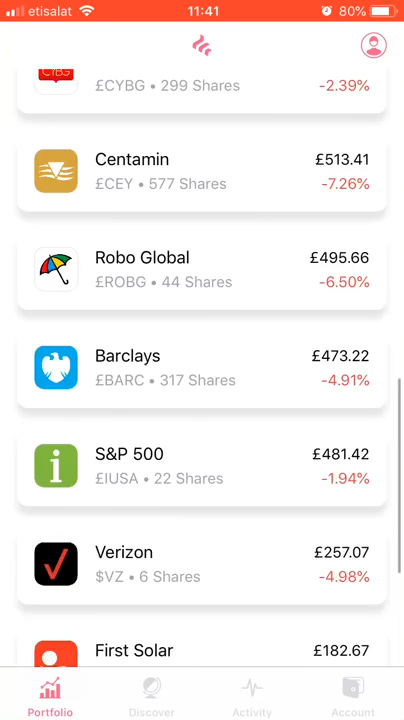 etisalat 11:41 80%
CYBG
£CYBG • 299 Shares -2.39%
Centamin £513.41
£CEY • 577 Shares -7.26%
Robo Global £495.66
£ROBG • 44 Shares -6.50%
Barclays £473.22
£BARC • 317 Shares -4.91%
S&P 500 £481.42
i £IUSA • 22 Shares -1.94%
Verizon £257.07
$VZ • 6 Shares -4.98%
First Solar £182.67
Portfolio Discover Activity Account